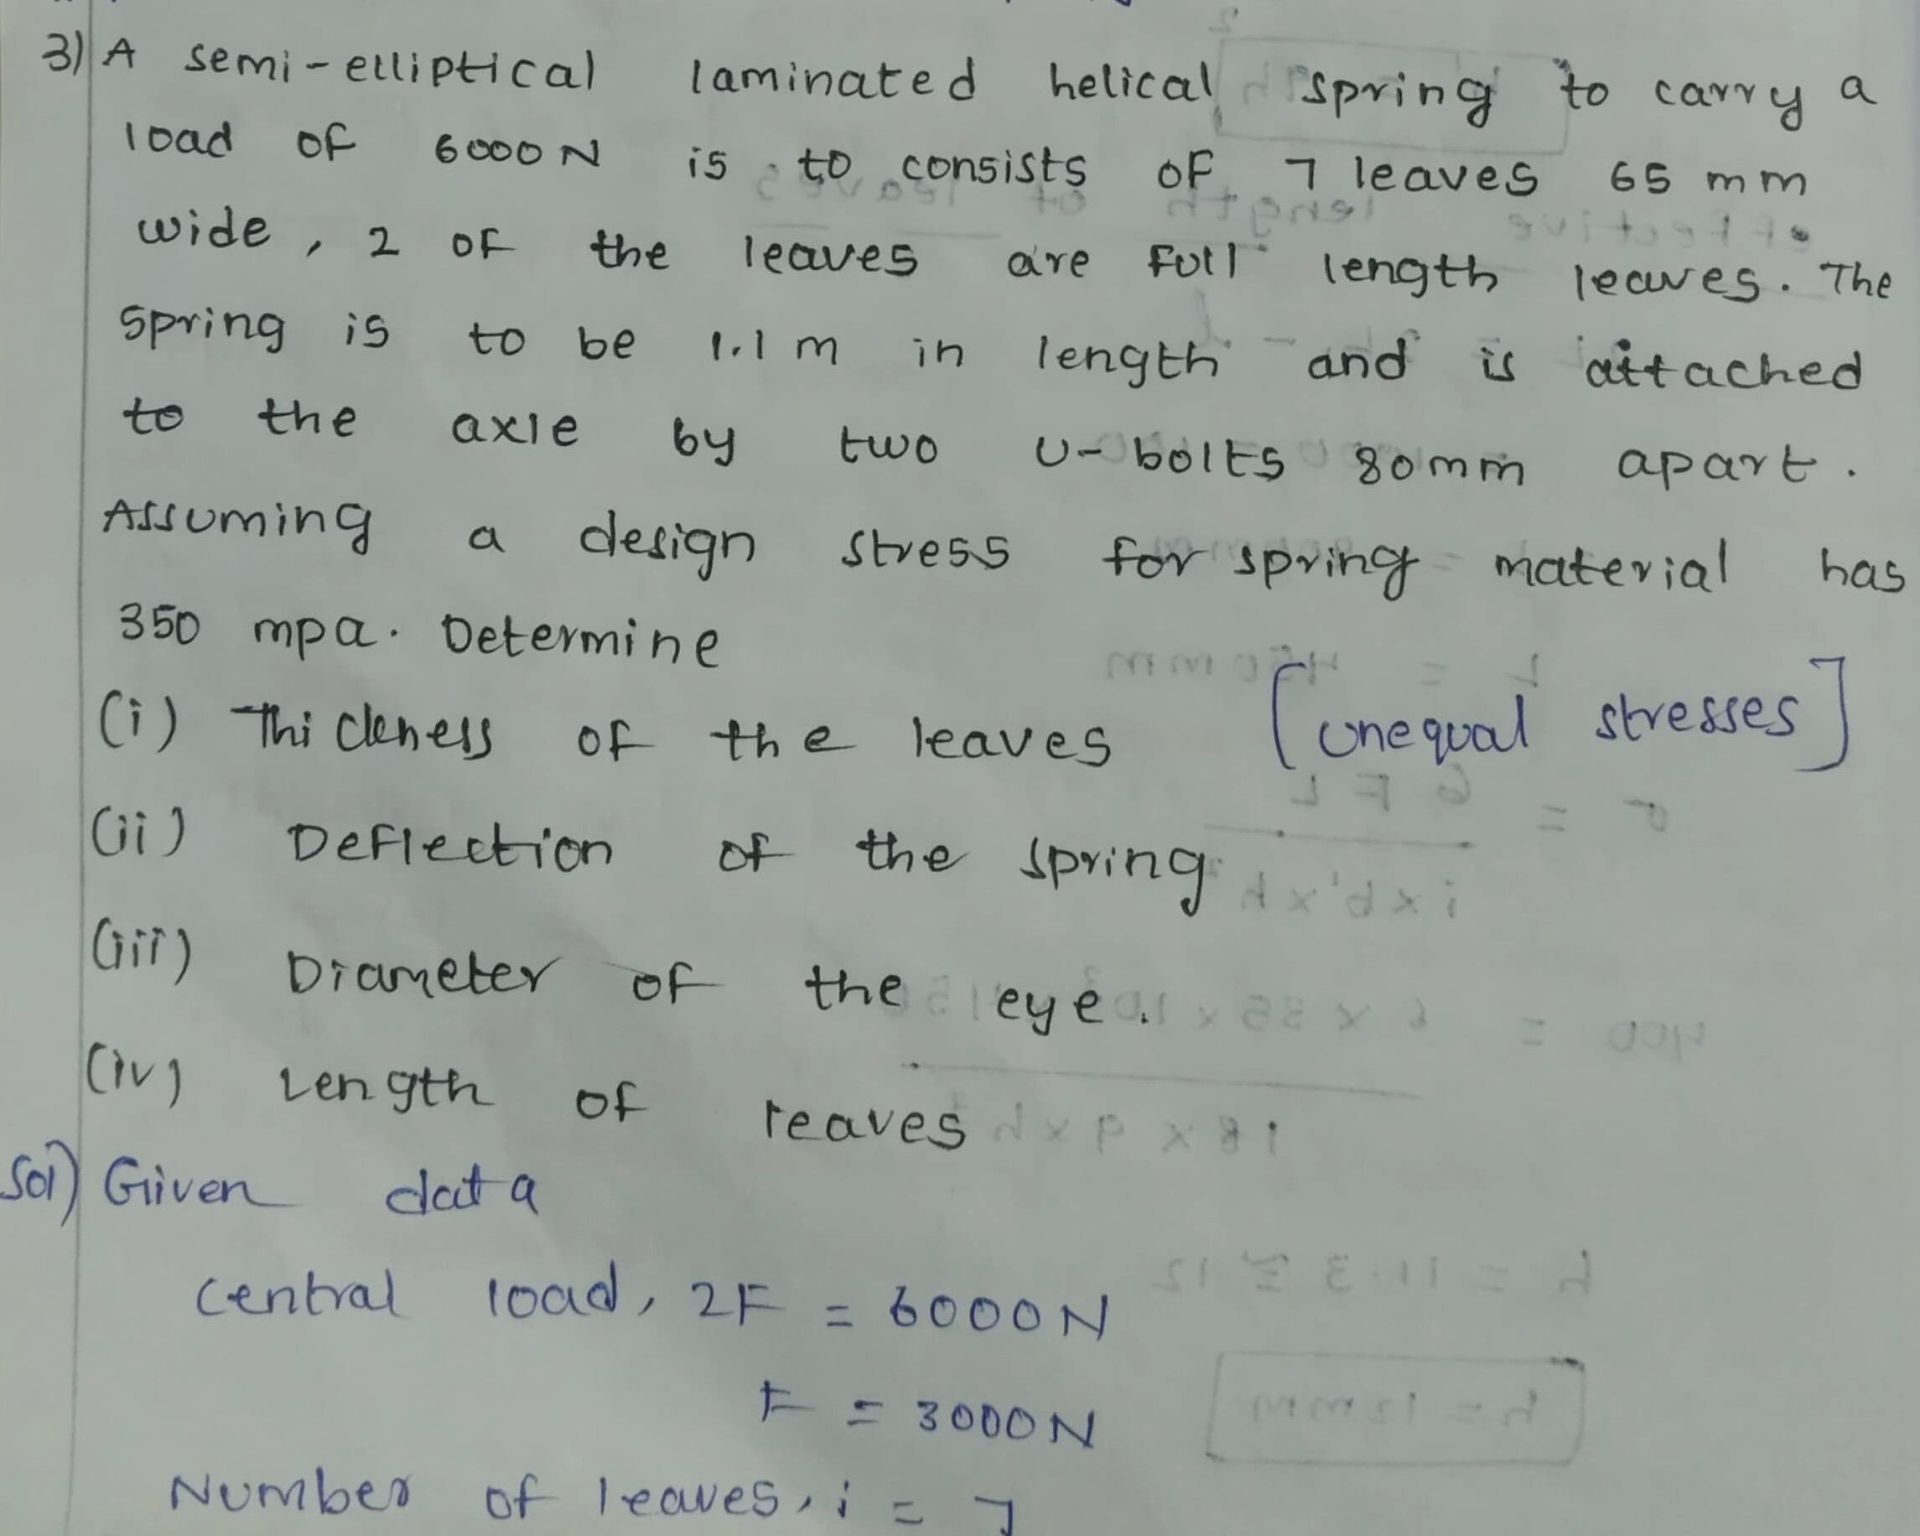 3) A semi-elliptical laminated helical spring to carry a
load of 6000N is to consists of 7 leaves 65 mm
wide, 2 of the leaves are full length leaves. The
spring is to be 1.1m in length and is attached
to the axle by two U-bolts 80mm apart.
Assuming a design stress for spring material has
350 mpa. Determine
(i) Thickness of the leaves [unequal stresses]
(ii) Deflection of the spring
(iii) Diameter of the eye.
(iv) Length of leaves
Sol) Given data
central load, 2F = 6000N
F = 3000N
Number of leaves, i = 7